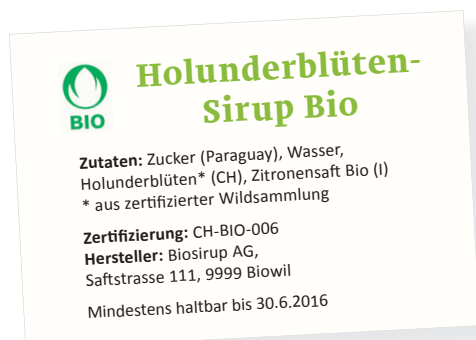 BIO
Holunderblüten-
Sirup Bio
Zutaten: Zucker (Paraguay), Wasser,
Holunderblüten* (CH), Zitronensaft Bio (I)
* aus zertifizierter Wildsammlung
Zertifizierung: CH-BIO-006
Hersteller: Biosirup AG,
Saftstrasse 111, 9999 Biowil
Mindestens haltbar bis 30.6.2016